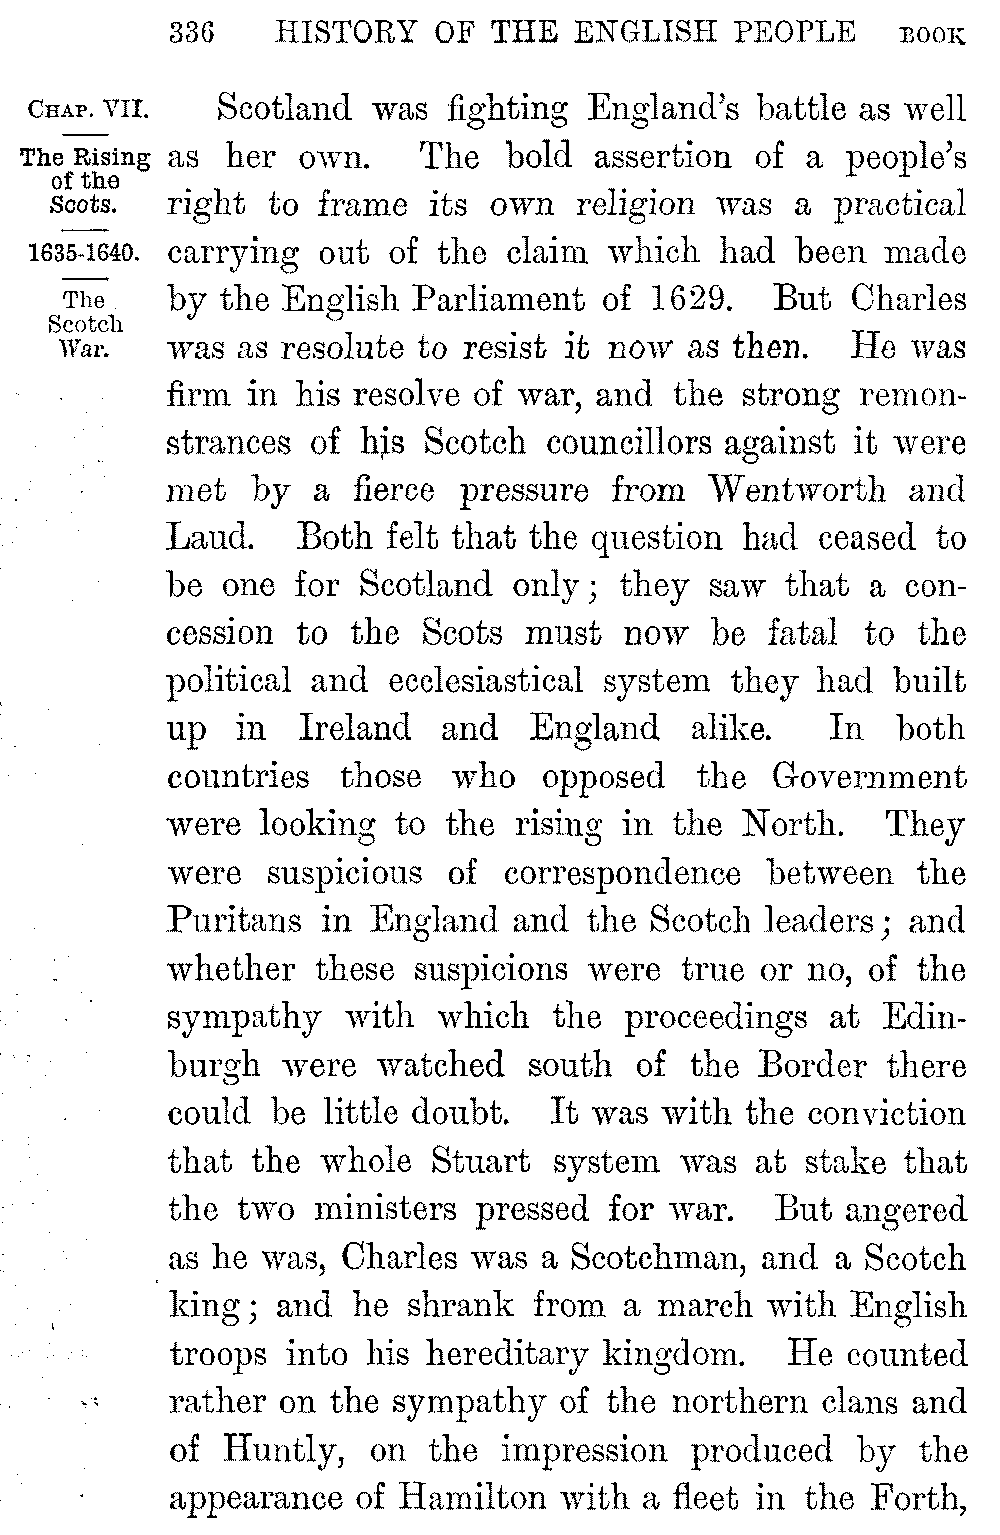 336 HISTORY OF THE ENGLISH PEOPLE BOOK
CHAP. VII.
The Rising
of the
Scots.
1635-1640.
The
Scotch
War.
Scotland was fighting England's battle as well
as her own. The bold assertion of a people's
right to frame its own religion was a practical
carrying out of the claim which had been made
by the English Parliament of 1629. But Charles
was as resolute to resist it now as then. He was
firm in his resolve of war, and the strong remon-
strances of his Scotch councillors against it were
met by a fierce pressure from Wentworth and
Laud. Both felt that the question had ceased to
be one for Scotland only; they saw that a con-
cession to the Scots must now be fatal to the
political and ecclesiastical system they had built
up in Ireland and England alike. In both
countries those who opposed the Government
were looking to the rising in the North. They
were suspicious of correspondence between the
Puritans in England and the Scotch leaders; and
whether these suspicions were true or no, of the
sympathy with which the proceedings at Edin-
burgh were watched south of the Border there
could be little doubt. It was with the conviction
that the whole Stuart system was at stake that
the two ministers pressed for war. But angered
as he was, Charles was a Scotchman, and a Scotch
king; and he shrank from a march with English
troops into his hereditary kingdom. He counted
rather on the sympathy of the northern clans and
of Huntly, on the impression produced by the
appearance of Hamilton with a fleet in the Forth,